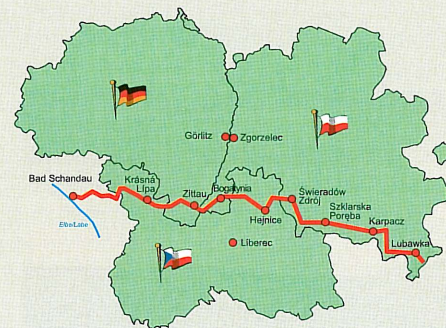 Görlitz
Zgorzelec
Bad Schandau
Krásná
Lípa
Zittau
Bogatynia
Hejnice
Świeradów
Zdrój
Szklarska
Poręba
Karpacz
Lubawka
Elbe/Labe
Liberec